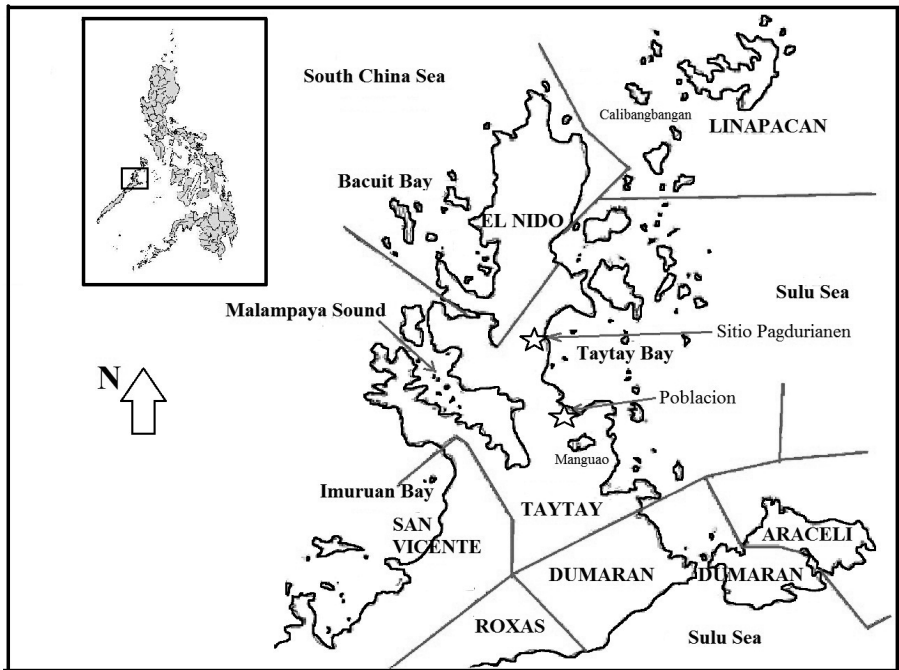 South China Sea
Calibangbangan
LINAPACAN
Bacuit Bay
EL NIDO
Sulu Sea
Malampaya Sound
Sitio Pagdurianen
Taytay Bay
N
Poblacion
Manguao
Imuruan Bay
TAYTAY
SAN
VICENTE
ARACELI
DUMARAN
DUMARAN
ROXAS
Sulu Sea